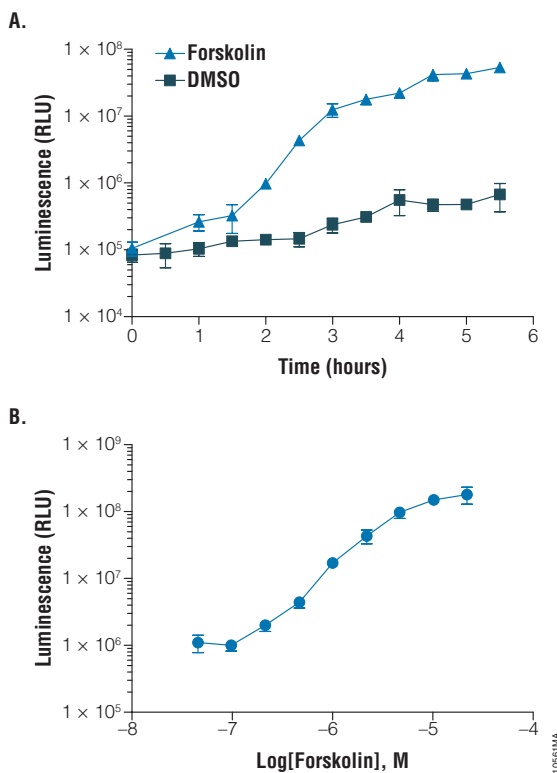 A.
1 × 10⁸
Forskolin
DMSO
1 × 10⁷
1 × 10⁶
1 × 10⁵
1 × 10⁴
Luminescence (RLU)
0 1 2 3 4 5 6
Time (hours)
B.
1 × 10⁹
1 × 10⁸
1 × 10⁷
1 × 10⁶
1 × 10⁵
Luminescence (RLU)
–8 –7 –6 –5 –4
Log[Forskolin], M
10561MA